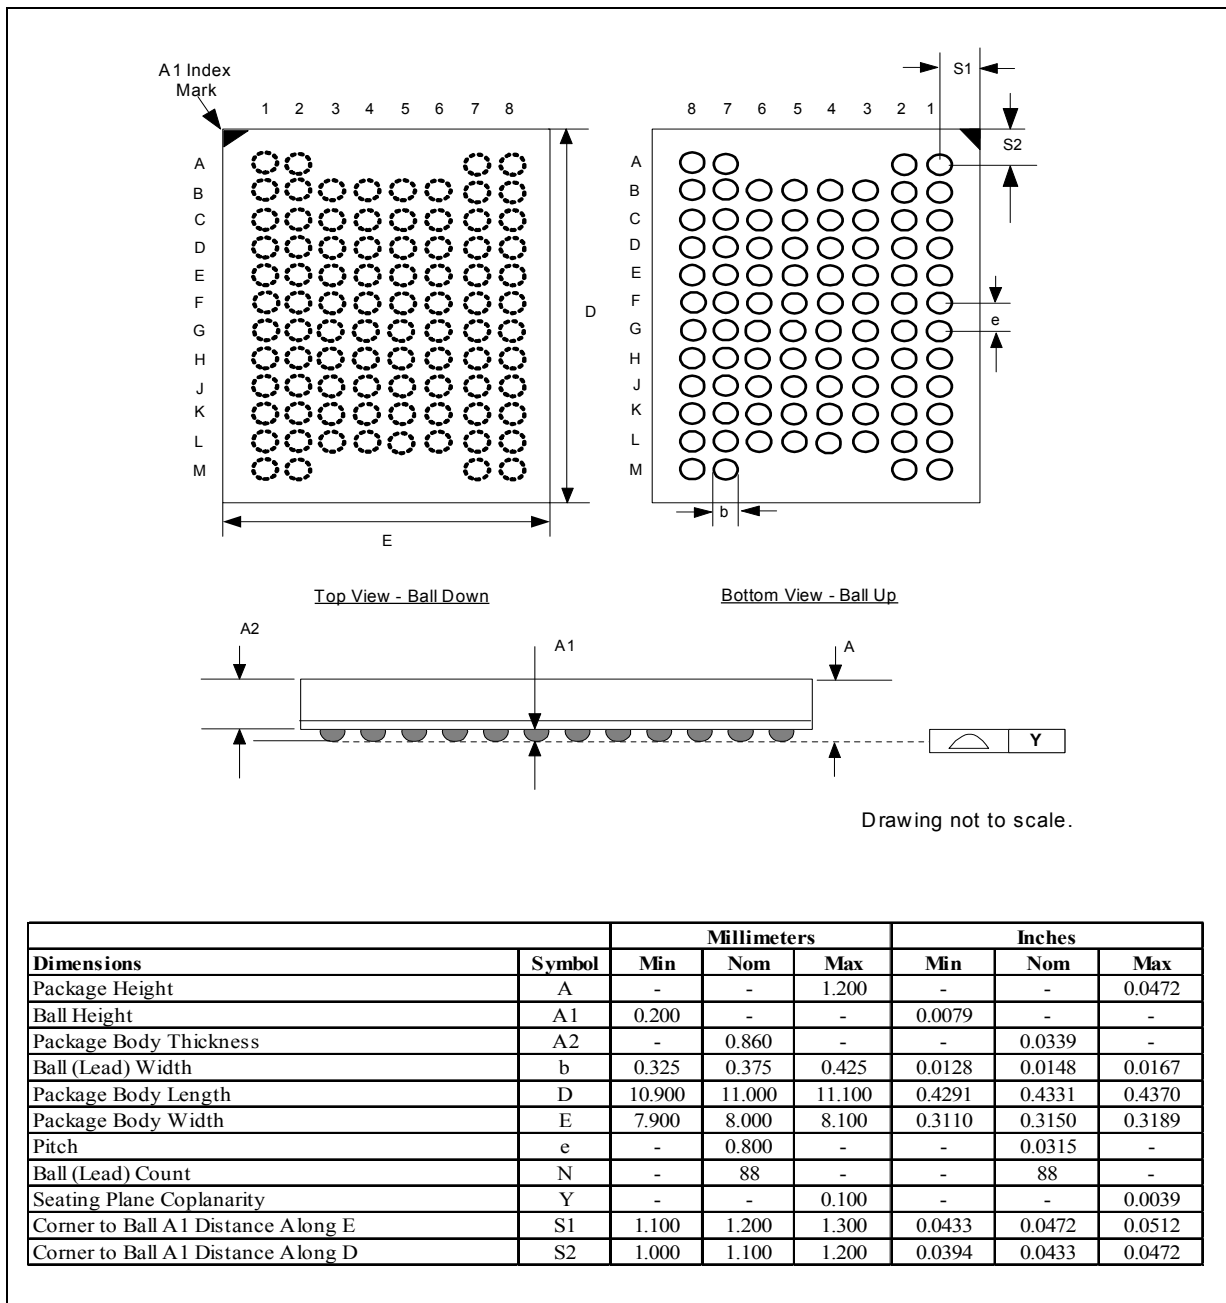 A1 Index
Mark
1 2 3 4 5 6 7 8
A
B
C
D
E
F
G
H
J
K
L
M
D
E
8 7 6 5 4 3 2 1
S1
S2
A
B
C
D
E
F
G
H
J
K
L
M
e
b
Top View - Ball Down
Bottom View - Ball Up
A2
A1
A
Y
Drawing not to scale.
Millimeters Inches
Dimensions Symbol Min Nom Max Min Nom Max
Package Height A - - 1.200 - - 0.0472
Ball Height A1 0.200 - - 0.0079 - -
Package Body Thickness A2 - 0.860 - - 0.0339 -
Ball (Lead) Width b 0.325 0.375 0.425 0.0128 0.0148 0.0167
Package Body Length D 10.900 11.000 11.100 0.4291 0.4331 0.4370
Package Body Width E 7.900 8.000 8.100 0.3110 0.3150 0.3189
Pitch e - 0.800 - - 0.0315 -
Ball (Lead) Count N - 88 - - 88 -
Seating Plane Coplanarity Y - - 0.100 - - 0.0039
Corner to Ball A1 Distance Along E S1 1.100 1.200 1.300 0.0433 0.0472 0.0512
Corner to Ball A1 Distance Along D S2 1.000 1.100 1.200 0.0394 0.0433 0.0472